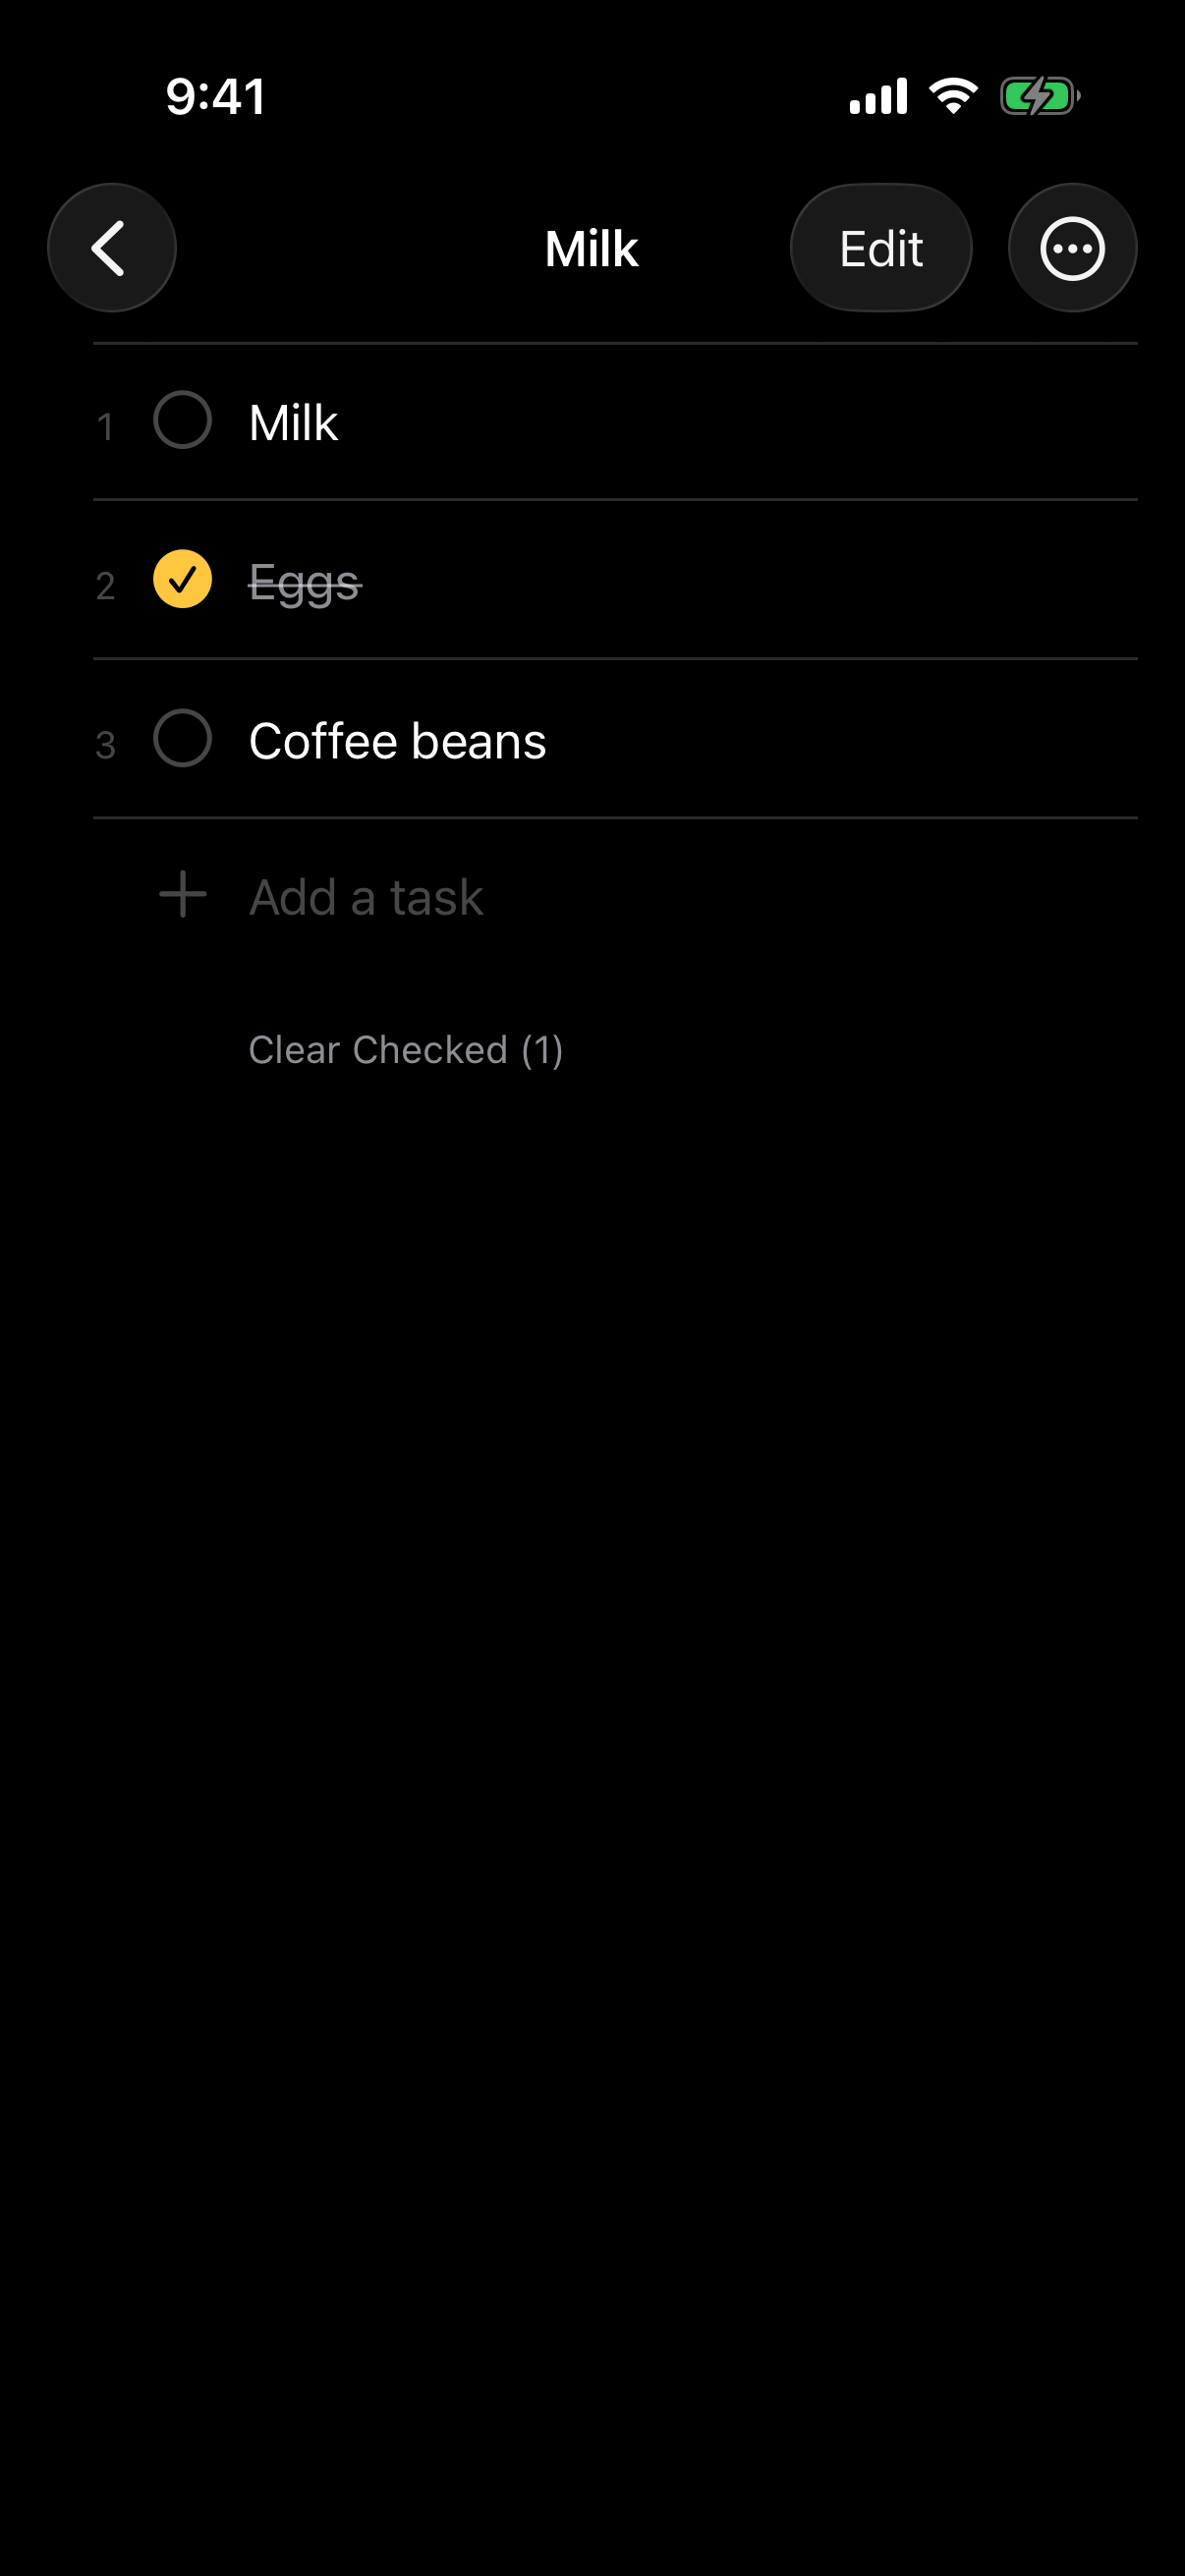 9:41
Milk
Edit
1 Milk
2 Eggs
3 Coffee beans
Add a task
Clear Checked (1)